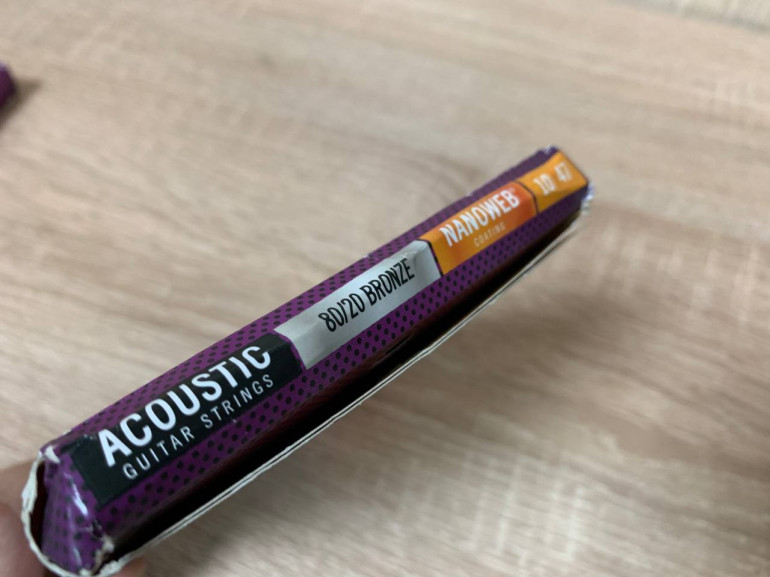 ACOUSTIC
GUITAR STRINGS
80/20 BRONZE
NANOWEB
COATING
10 47